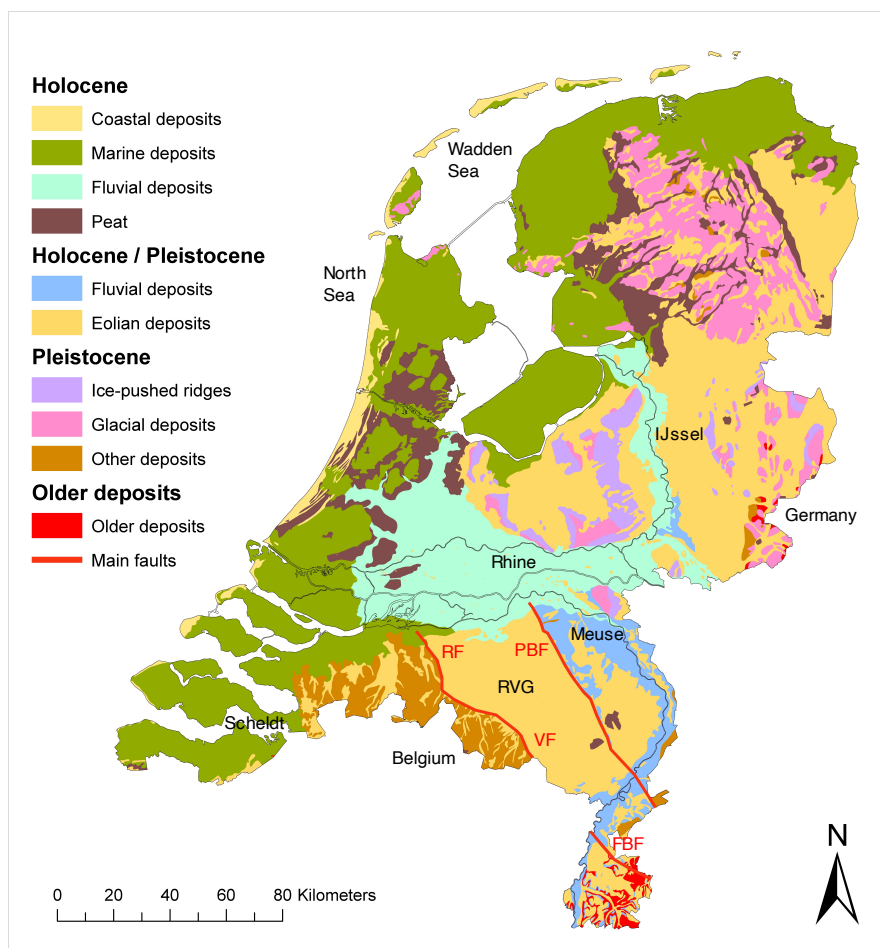 Holocene
Coastal deposits
Marine deposits
Fluvial deposits
Peat
Holocene / Pleistocene
Fluvial deposits
Eolian deposits
Pleistocene
Ice-pushed ridges
Glacial deposits
Other deposits
Older deposits
Older deposits
Main faults
Wadden
Sea
North
Sea
IJssel
Germany
Rhine
Meuse
RF
PBF
RVG
Scheldt
VF
Belgium
FBF
N
0 20 40 60 80 Kilometers